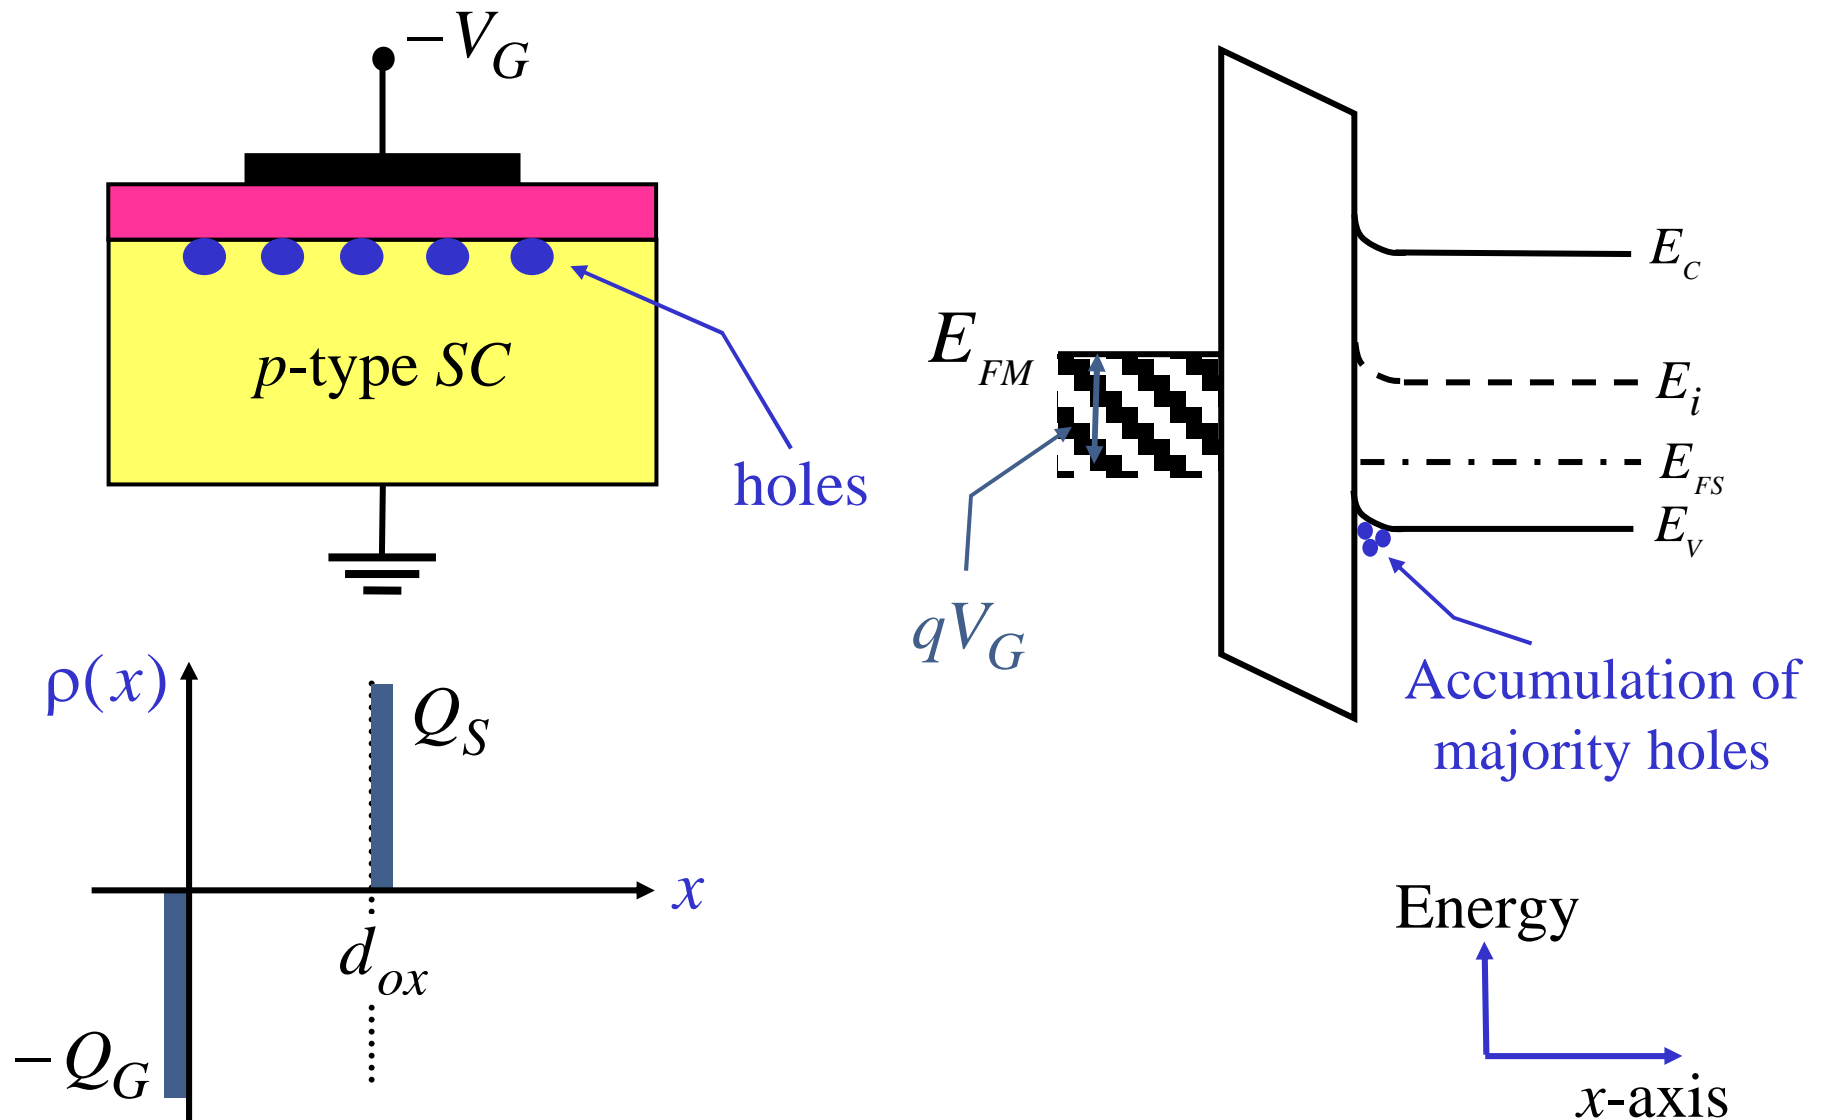 −V_G
p-type SC
holes
ρ(x)
Q_S
x
d_ox
−Q_G
E_C
E_FM
E_i
E_FS
E_V
qV_G
Accumulation of
majority holes
Energy
x-axis